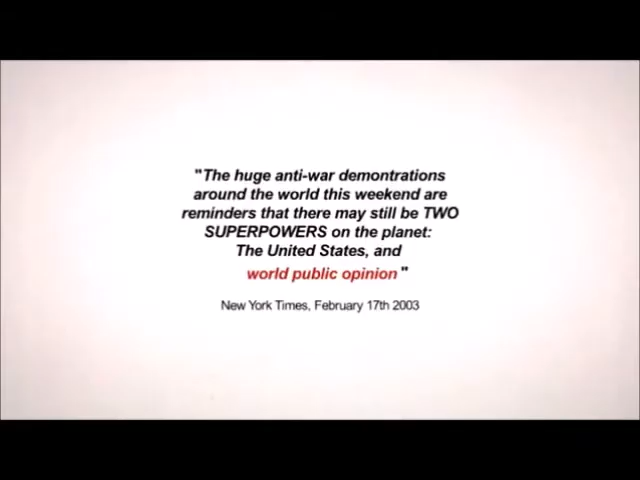 "The huge anti-war demontrations
around the world this weekend are
reminders that there may still be TWO
SUPERPOWERS on the planet:
The United States, and
world public opinion"
New York Times, February 17th 2003